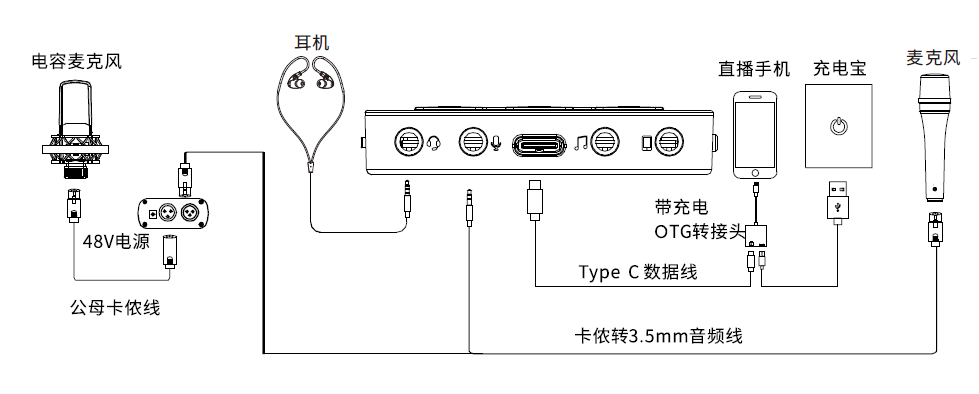 耳机
电容麦克风
直播手机
充电宝
麦克风
带充电
OTG转接头
48V电源
Type C数据线
公母卡侬线
卡侬转3.5mm音频线